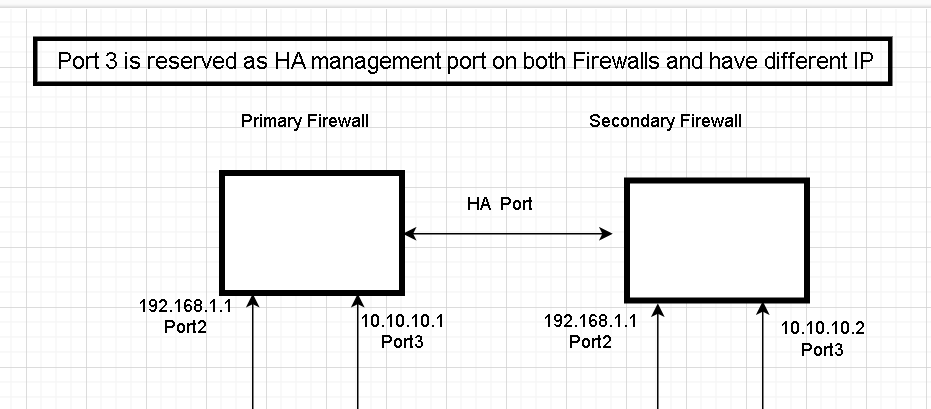 Port 3 is reserved as HA management port on both Firewalls and have different IP
Primary Firewall
Secondary Firewall
HA Port
192.168.1.1
Port2
10.10.10.1
Port3
192.168.1.1
Port2
10.10.10.2
Port3